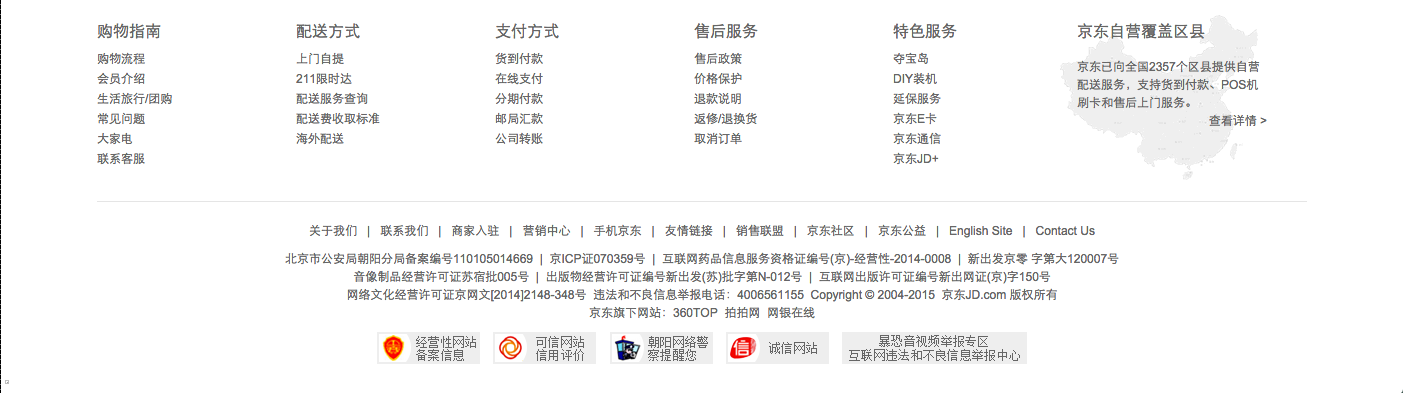 购物指南
购物流程
会员介绍
生活旅行/团购
常见问题
大家电
联系客服
配送方式
上门自提
211限时达
配送服务查询
配送费收取标准
海外配送
支付方式
货到付款
在线支付
分期付款
邮局汇款
公司转账
售后服务
售后政策
价格保护
退款说明
返修/退换货
取消订单
特色服务
夺宝岛
DIY装机
延保服务
京东E卡
京东通信
京东JD+
京东自营覆盖区县
京东已向全国2357个区县提供自营
配送服务，支持货到付款、POS机
刷卡和售后上门服务。
查看详情 >
关于我们 | 联系我们 | 商家入驻 | 营销中心 | 手机京东 | 友情链接 | 销售联盟 | 京东社区 | 京东公益 | English Site | Contact Us
北京市公安局朝阳分局备案编号110105014669 | 京ICP证070359号 | 互联网药品信息服务资格证编号(京)-经营性-2014-0008 | 新出发京零 字第大120007号
音像制品经营许可证苏宿批005号 | 出版物经营许可证编号新出发(苏)批字第N-012号 | 互联网出版许可证编号新出网证(京)字150号
网络文化经营许可证京网文[2014]2148-348号 违法和不良信息举报电话：4006561155 Copyright © 2004-2015 京东JD.com 版权所有
京东旗下网站：360TOP 拍拍网 网银在线
经营性网站
备案信息
可信网站
信用评价
朝阳网络警
察提醒您
信
诚信网站
暴恐音视频举报专区
互联网违法和不良信息举报中心